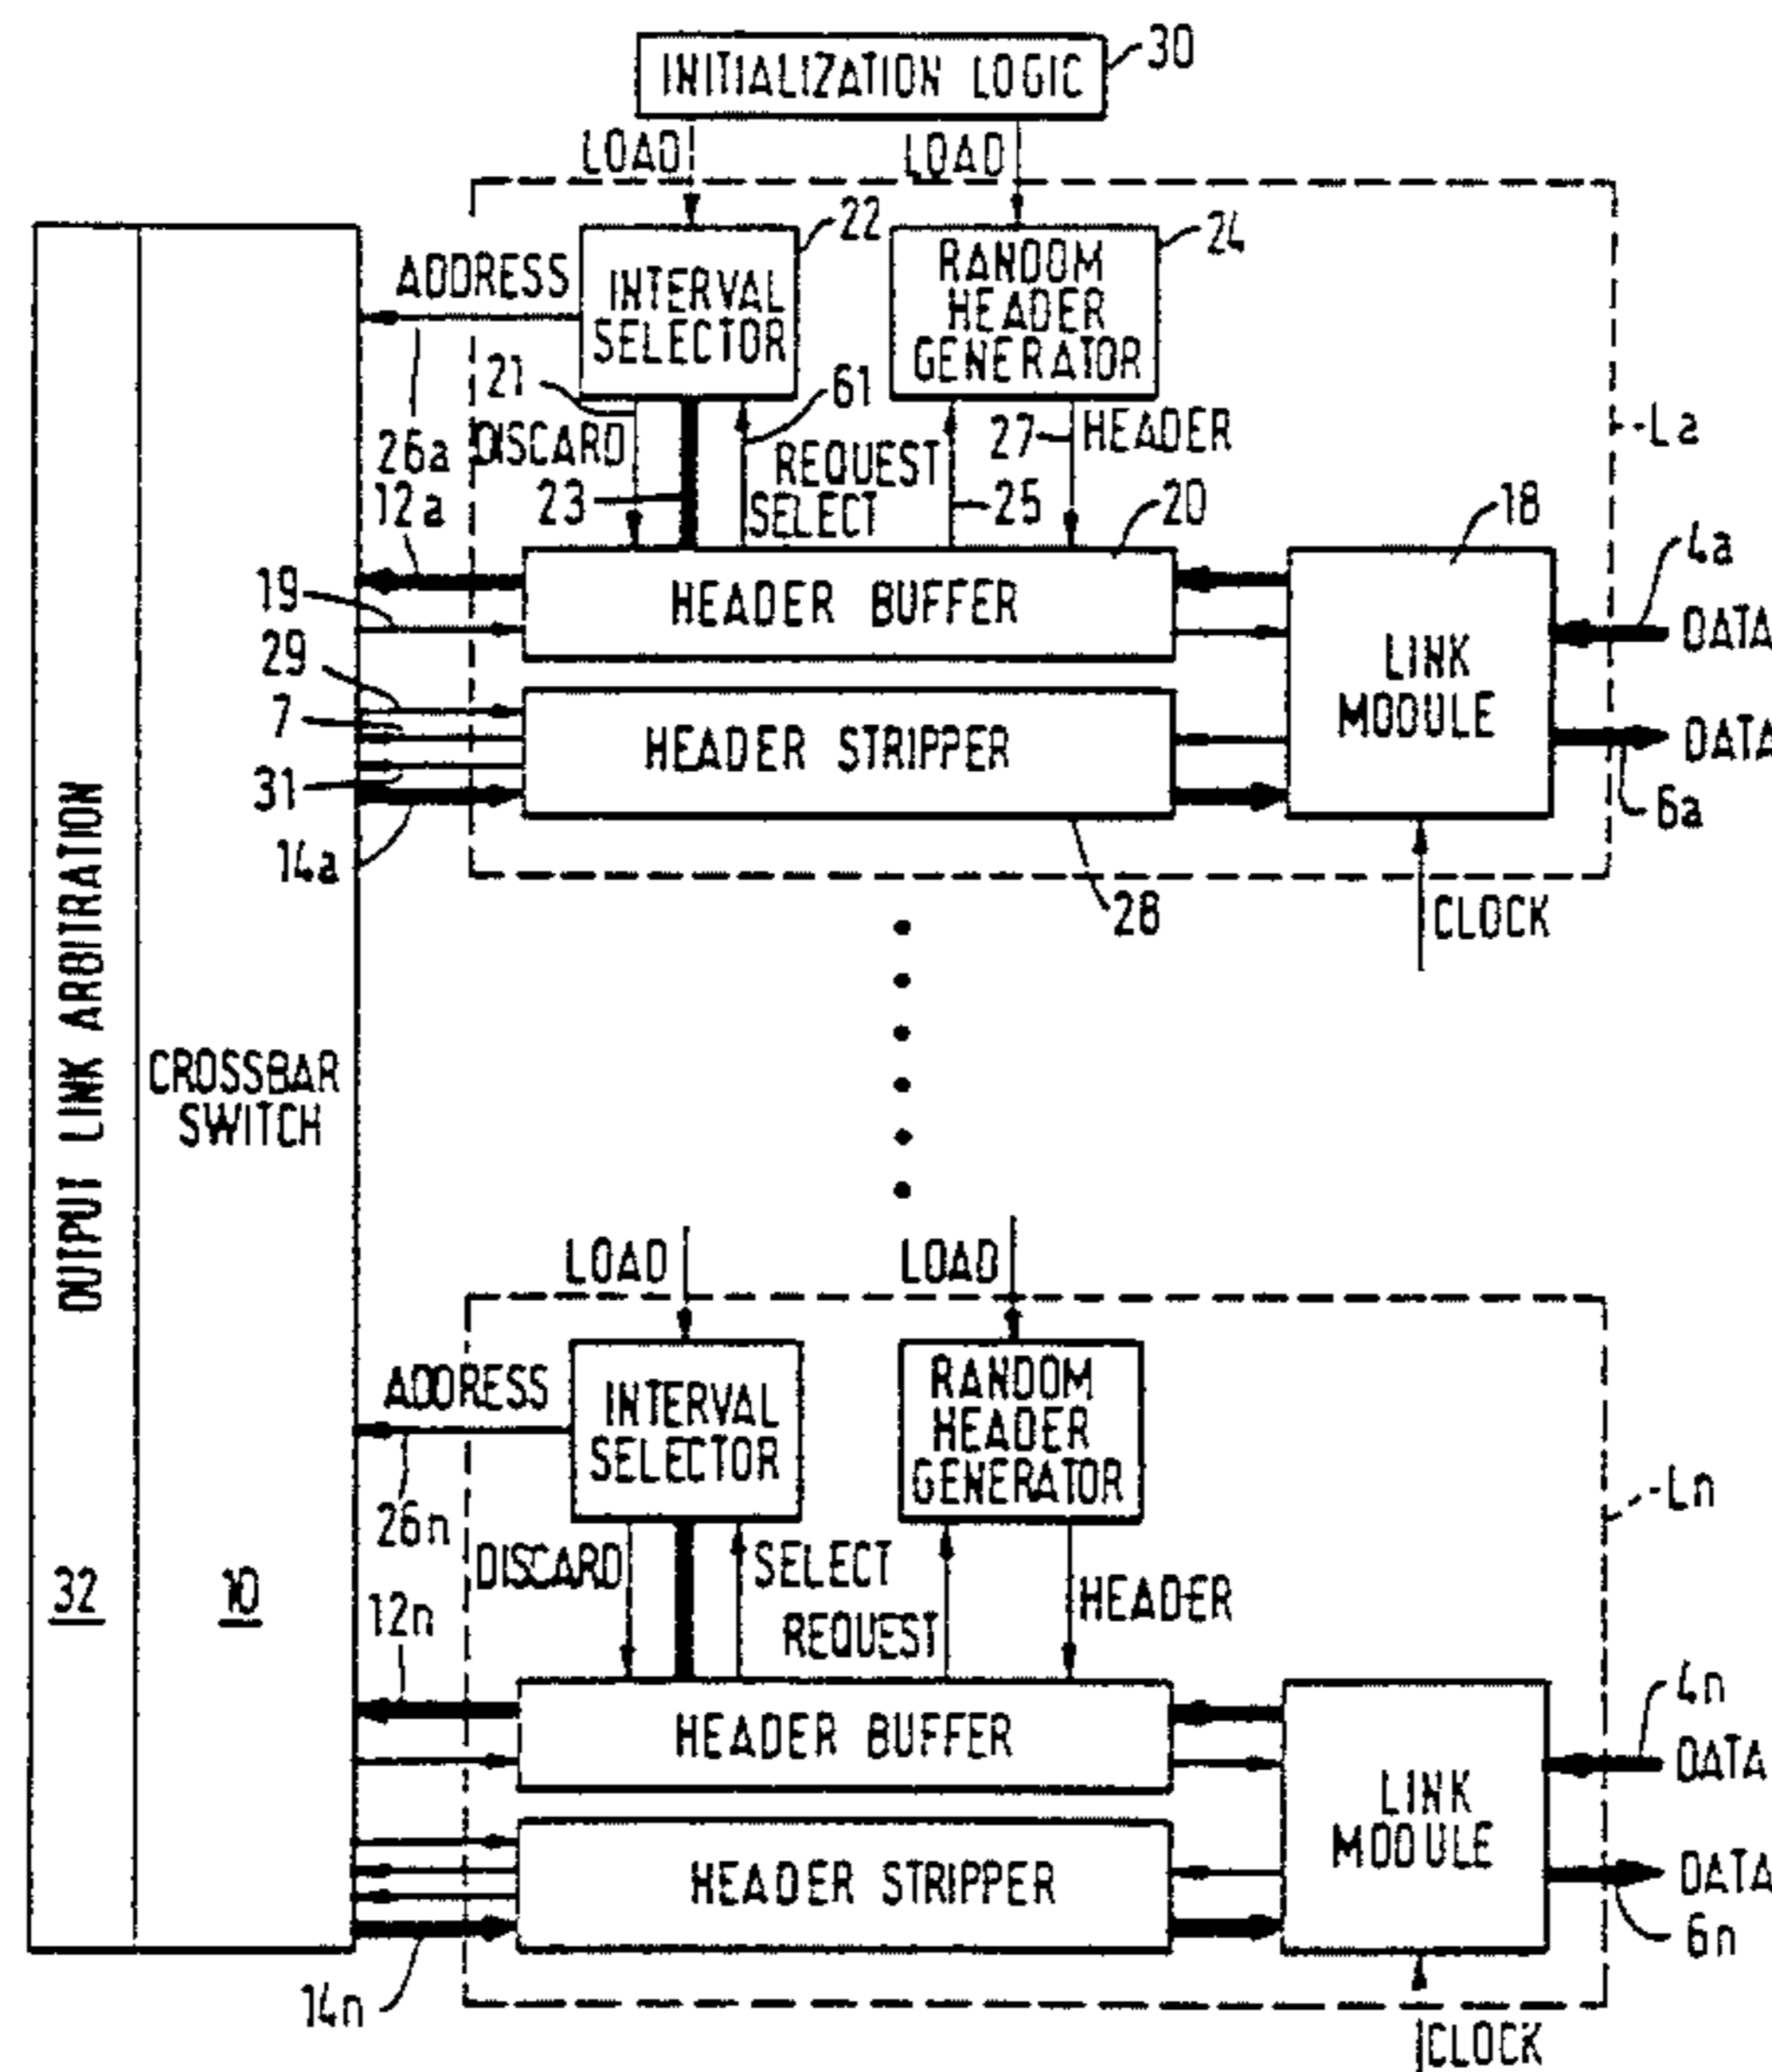 INITIALIZATION LOGIC
30
LOAD
LOAD
22
24
ADDRESS
INTERVAL
SELECTOR
RANDOM
HEADER
GENERATOR
21
61
La
26a
DISCARD
REQUEST
27
HEADER
12a
23
SELECT
25
20
18
4a
19
HEADER BUFFER
DATA
29
LINK
MODULE
7
HEADER STRIPPER
DATA
31
6a
14a
28
CLOCK
OUTPUT LINK ARBITRATION
CROSSBAR
SWITCH
LOAD
LOAD
ADDRESS
INTERVAL
SELECTOR
RANDOM
HEADER
GENERATOR
Ln
26n
DISCARD
SELECT
32
10
12n
REQUEST
HEADER
4n
HEADER BUFFER
DATA
LINK
MODULE
HEADER STRIPPER
DATA
6n
14n
CLOCK